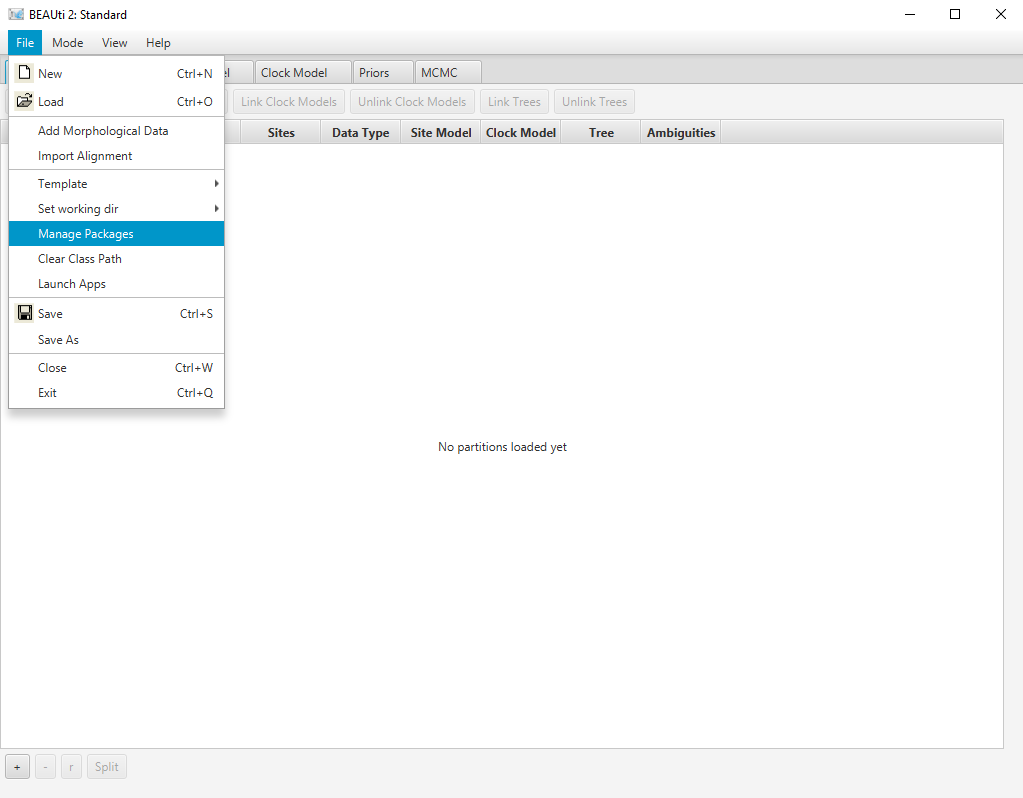 BEAUti 2: Standard
File Mode View Help
el Clock Model Priors MCMC
Link Clock Models Unlink Clock Models Link Trees Unlink Trees
Sites Data Type Site Model Clock Model Tree Ambiguities
New Ctrl+N
Load Ctrl+O
Add Morphological Data
Import Alignment
Template
Set working dir
Manage Packages
Clear Class Path
Launch Apps
Save Ctrl+S
Save As
Close Ctrl+W
Exit Ctrl+Q
No partitions loaded yet
+ - r Split